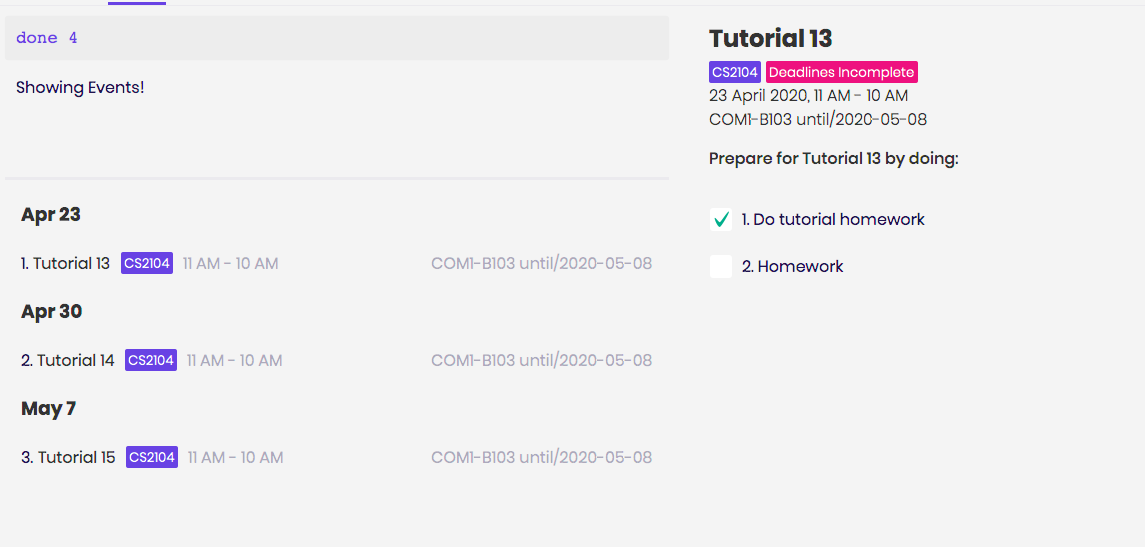 done 4
Showing Events!
Apr 23
1. Tutorial 13 CS2104 11 AM - 10 AM COM1-B103 until/2020-05-08
Apr 30
2. Tutorial 14 CS2104 11 AM - 10 AM COM1-B103 until/2020-05-08
May 7
3. Tutorial 15 CS2104 11 AM - 10 AM COM1-B103 until/2020-05-08
Tutorial 13
CS2104 Deadlines Incomplete
23 April 2020, 11 AM - 10 AM
COM1-B103 until/2020-05-08
Prepare for Tutorial 13 by doing:
1. Do tutorial homework
2. Homework